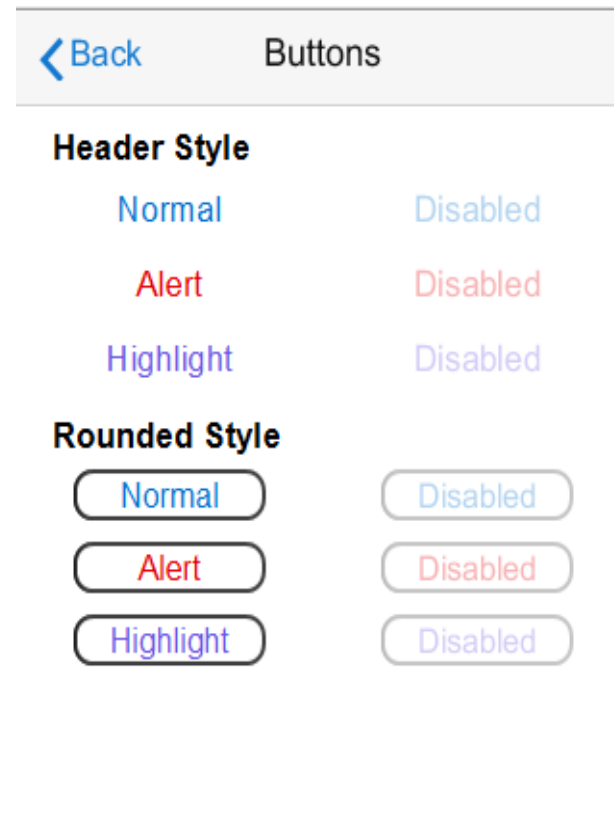 Back Buttons
Header Style
Normal Disabled
Alert Disabled
Highlight Disabled
Rounded Style
Normal Disabled
Alert Disabled
Highlight Disabled